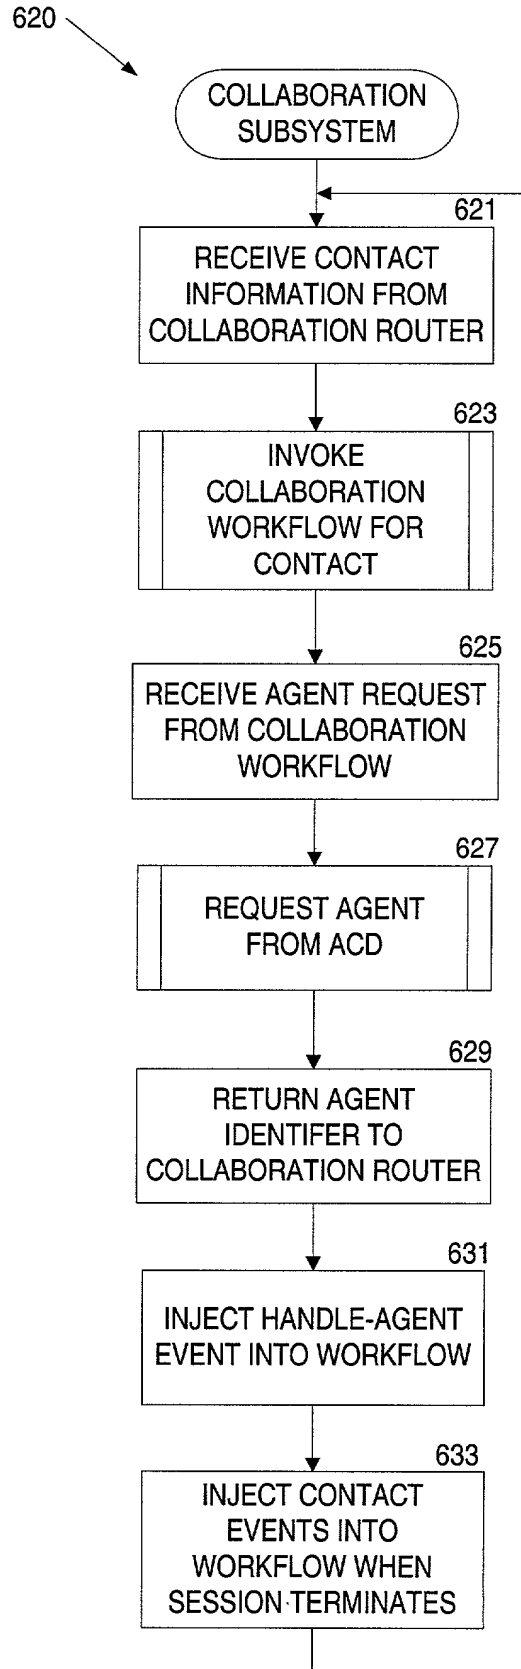 620
COLLABORATION
SUBSYSTEM
621
RECEIVE CONTACT
INFORMATION FROM
COLLABORATION ROUTER
623
INVOKE
COLLABORATION
WORKFLOW FOR
CONTACT
625
RECEIVE AGENT REQUEST
FROM COLLABORATION
WORKFLOW
627
REQUEST AGENT
FROM ACD
629
RETURN AGENT
IDENTIFER TO
COLLABORATION ROUTER
631
INJECT HANDLE-AGENT
EVENT INTO WORKFLOW
633
INJECT CONTACT
EVENTS INTO
WORKFLOW WHEN
SESSION TERMINATES